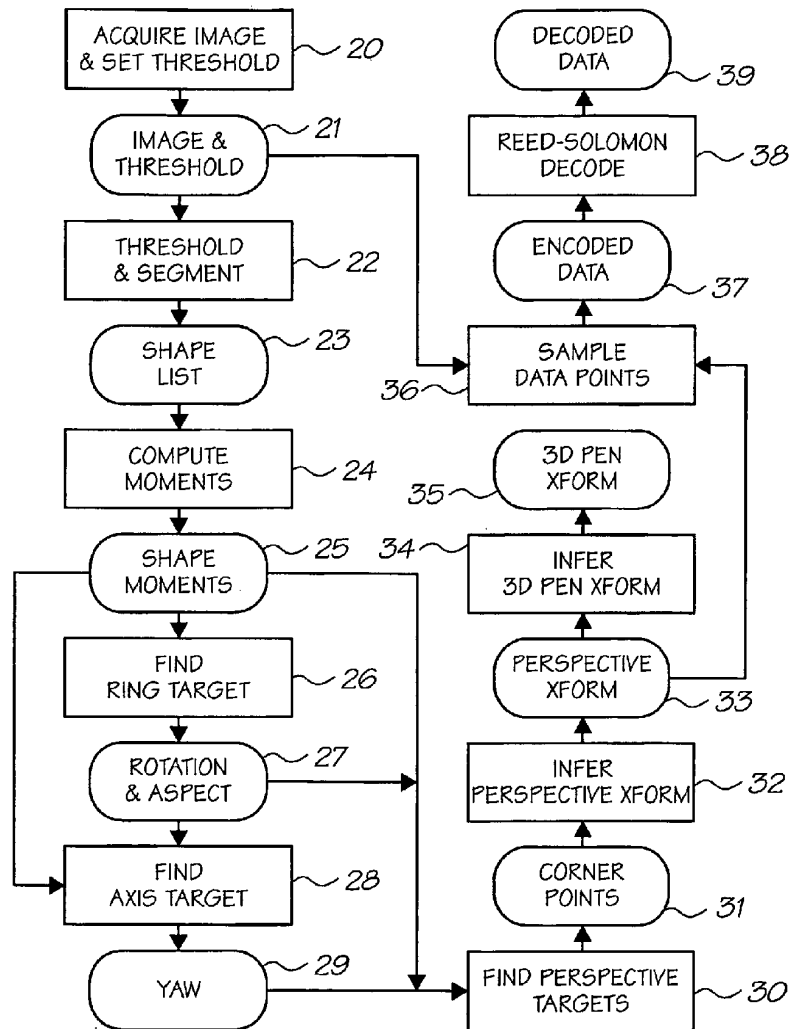 ACQUIRE IMAGE
& SET THRESHOLD
20
IMAGE &
THRESHOLD
21
THRESHOLD
& SEGMENT
22
SHAPE
LIST
23
COMPUTE
MOMENTS
24
SHAPE
MOMENTS
25
FIND
RING TARGET
26
ROTATION
& ASPECT
27
FIND
AXIS TARGET
28
YAW
29
DECODED
DATA
39
REED-SOLOMON
DECODE
38
ENCODED
DATA
37
SAMPLE
DATA POINTS
36
3D PEN
XFORM
35
34
INFER
3D PEN XFORM
PERSPECTIVE
XFORM
33
INFER
PERSPECTIVE XFORM
32
CORNER
POINTS
31
FIND PERSPECTIVE
TARGETS
30